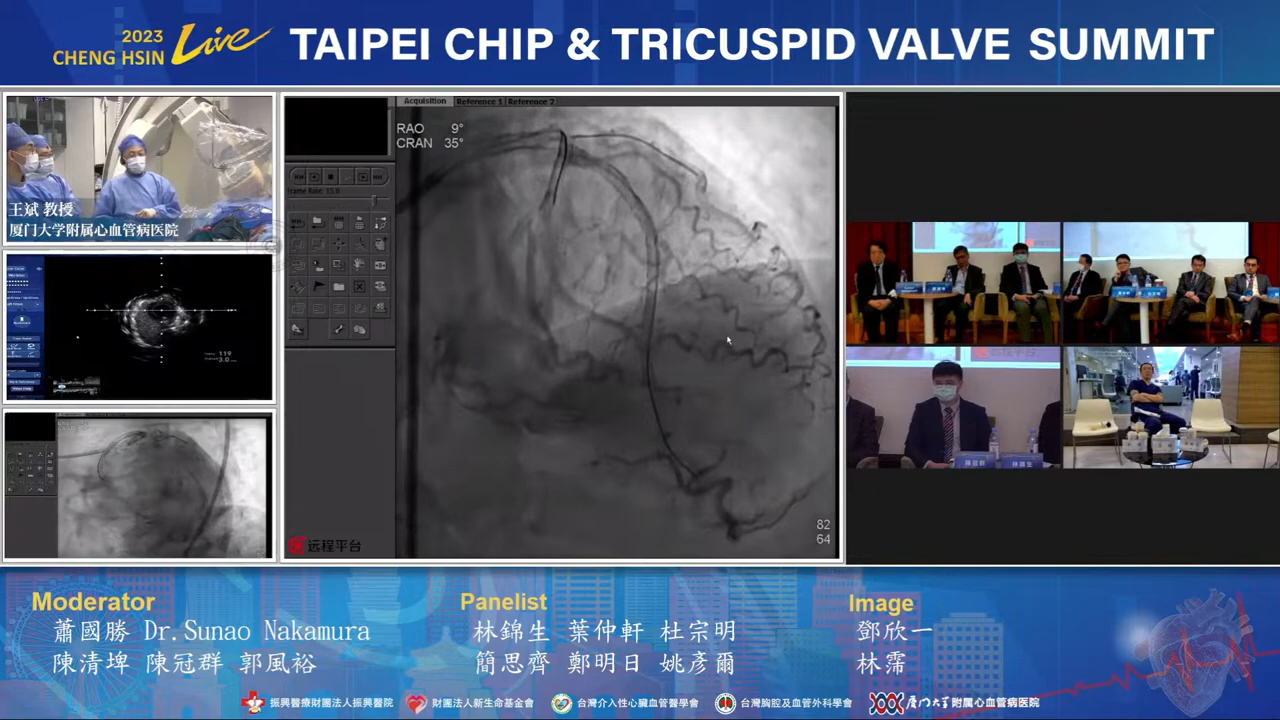 2023
CHENG HSIN Live
TAIPEI CHIP & TRICUSPID VALVE SUMMIT
王斌 教授
厦门大学附属心血管病医院
Acquisition Reference 1 Reference 2
RAO 9°
CRAN 35°
Frame Rate: 15.0
82
64
远程平台
119
3.0
Moderator
蕭國勝 Dr.Sunao Nakamura
陳清埤 陳冠群 郭風裕
Panelist
林錦生 葉仲軒 杜宗明
簡思齊 鄭明日 姚彥爾
Image
鄧欣一
林霈
振興醫療財團法人振興醫院
財團法人新生命基金會
台灣介入性心臟血管醫學會
台灣胸腔及血管外科學會
厦门大学附属心血管病医院